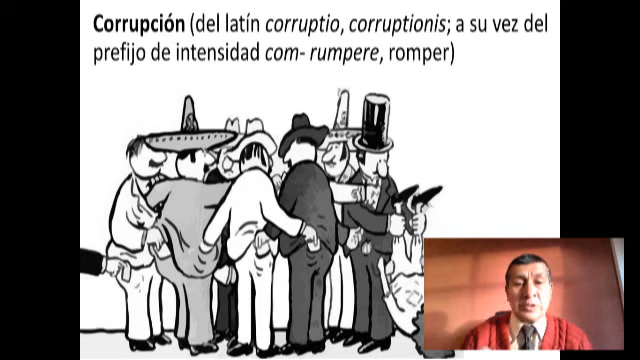 Corrupción (del latín corruptio, corruptionis; a su vez del
prefijo de intensidad com- rumpere, romper)